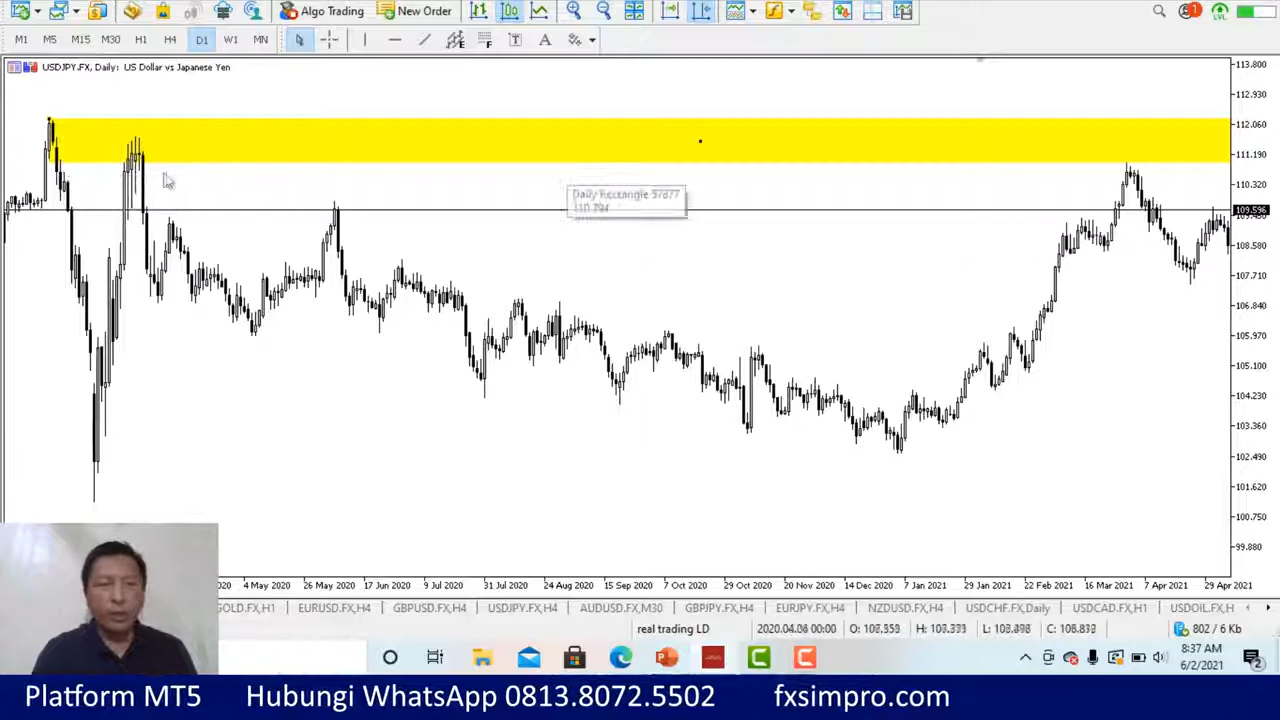 Algo Trading New Order
M1 M5 M15 M30 H1 H4 D1 W1 MN
USDJPY.FX, Daily: US Dollar vs Japanese Yen
113.800
112.930
112.060
111.190
110.320
109.596
108.580
107.710
106.840
105.970
105.100
104.230
103.360
102.490
101.620
100.750
99.880
Daily Rectangle
110.794
2020 4 May 2020 26 May 2020 17 Jun 2020 9 Jul 2020 31 Jul 2020 24 Aug 2020 15 Sep 2020 7 Oct 2020 29 Oct 2020 20 Nov 2020 14 Dec 2020 7 Jan 2021 29 Jan 2021 22 Feb 2021 16 Mar 2021 7 Apr 2021 29 Apr 2021
GOLD.FX,H1 EURUSD.FX,H4 GBPUSD.FX,H4 USDJPY.FX,H4 AUDUSD.FX,M30 GBPJPY.FX,H4 EURJPY.FX,H4 NZDUSD.FX,H4 USDCHF.FX,Daily USDCAD.FX,H1 USOIL.FX,H
real trading LD 00:00 O: H: L: C: 802 / 6 Kb
8:37 AM
6/2/2021
2
Platform MT5 Hubungi WhatsApp 0813.8072.5502 fxsimpro.com